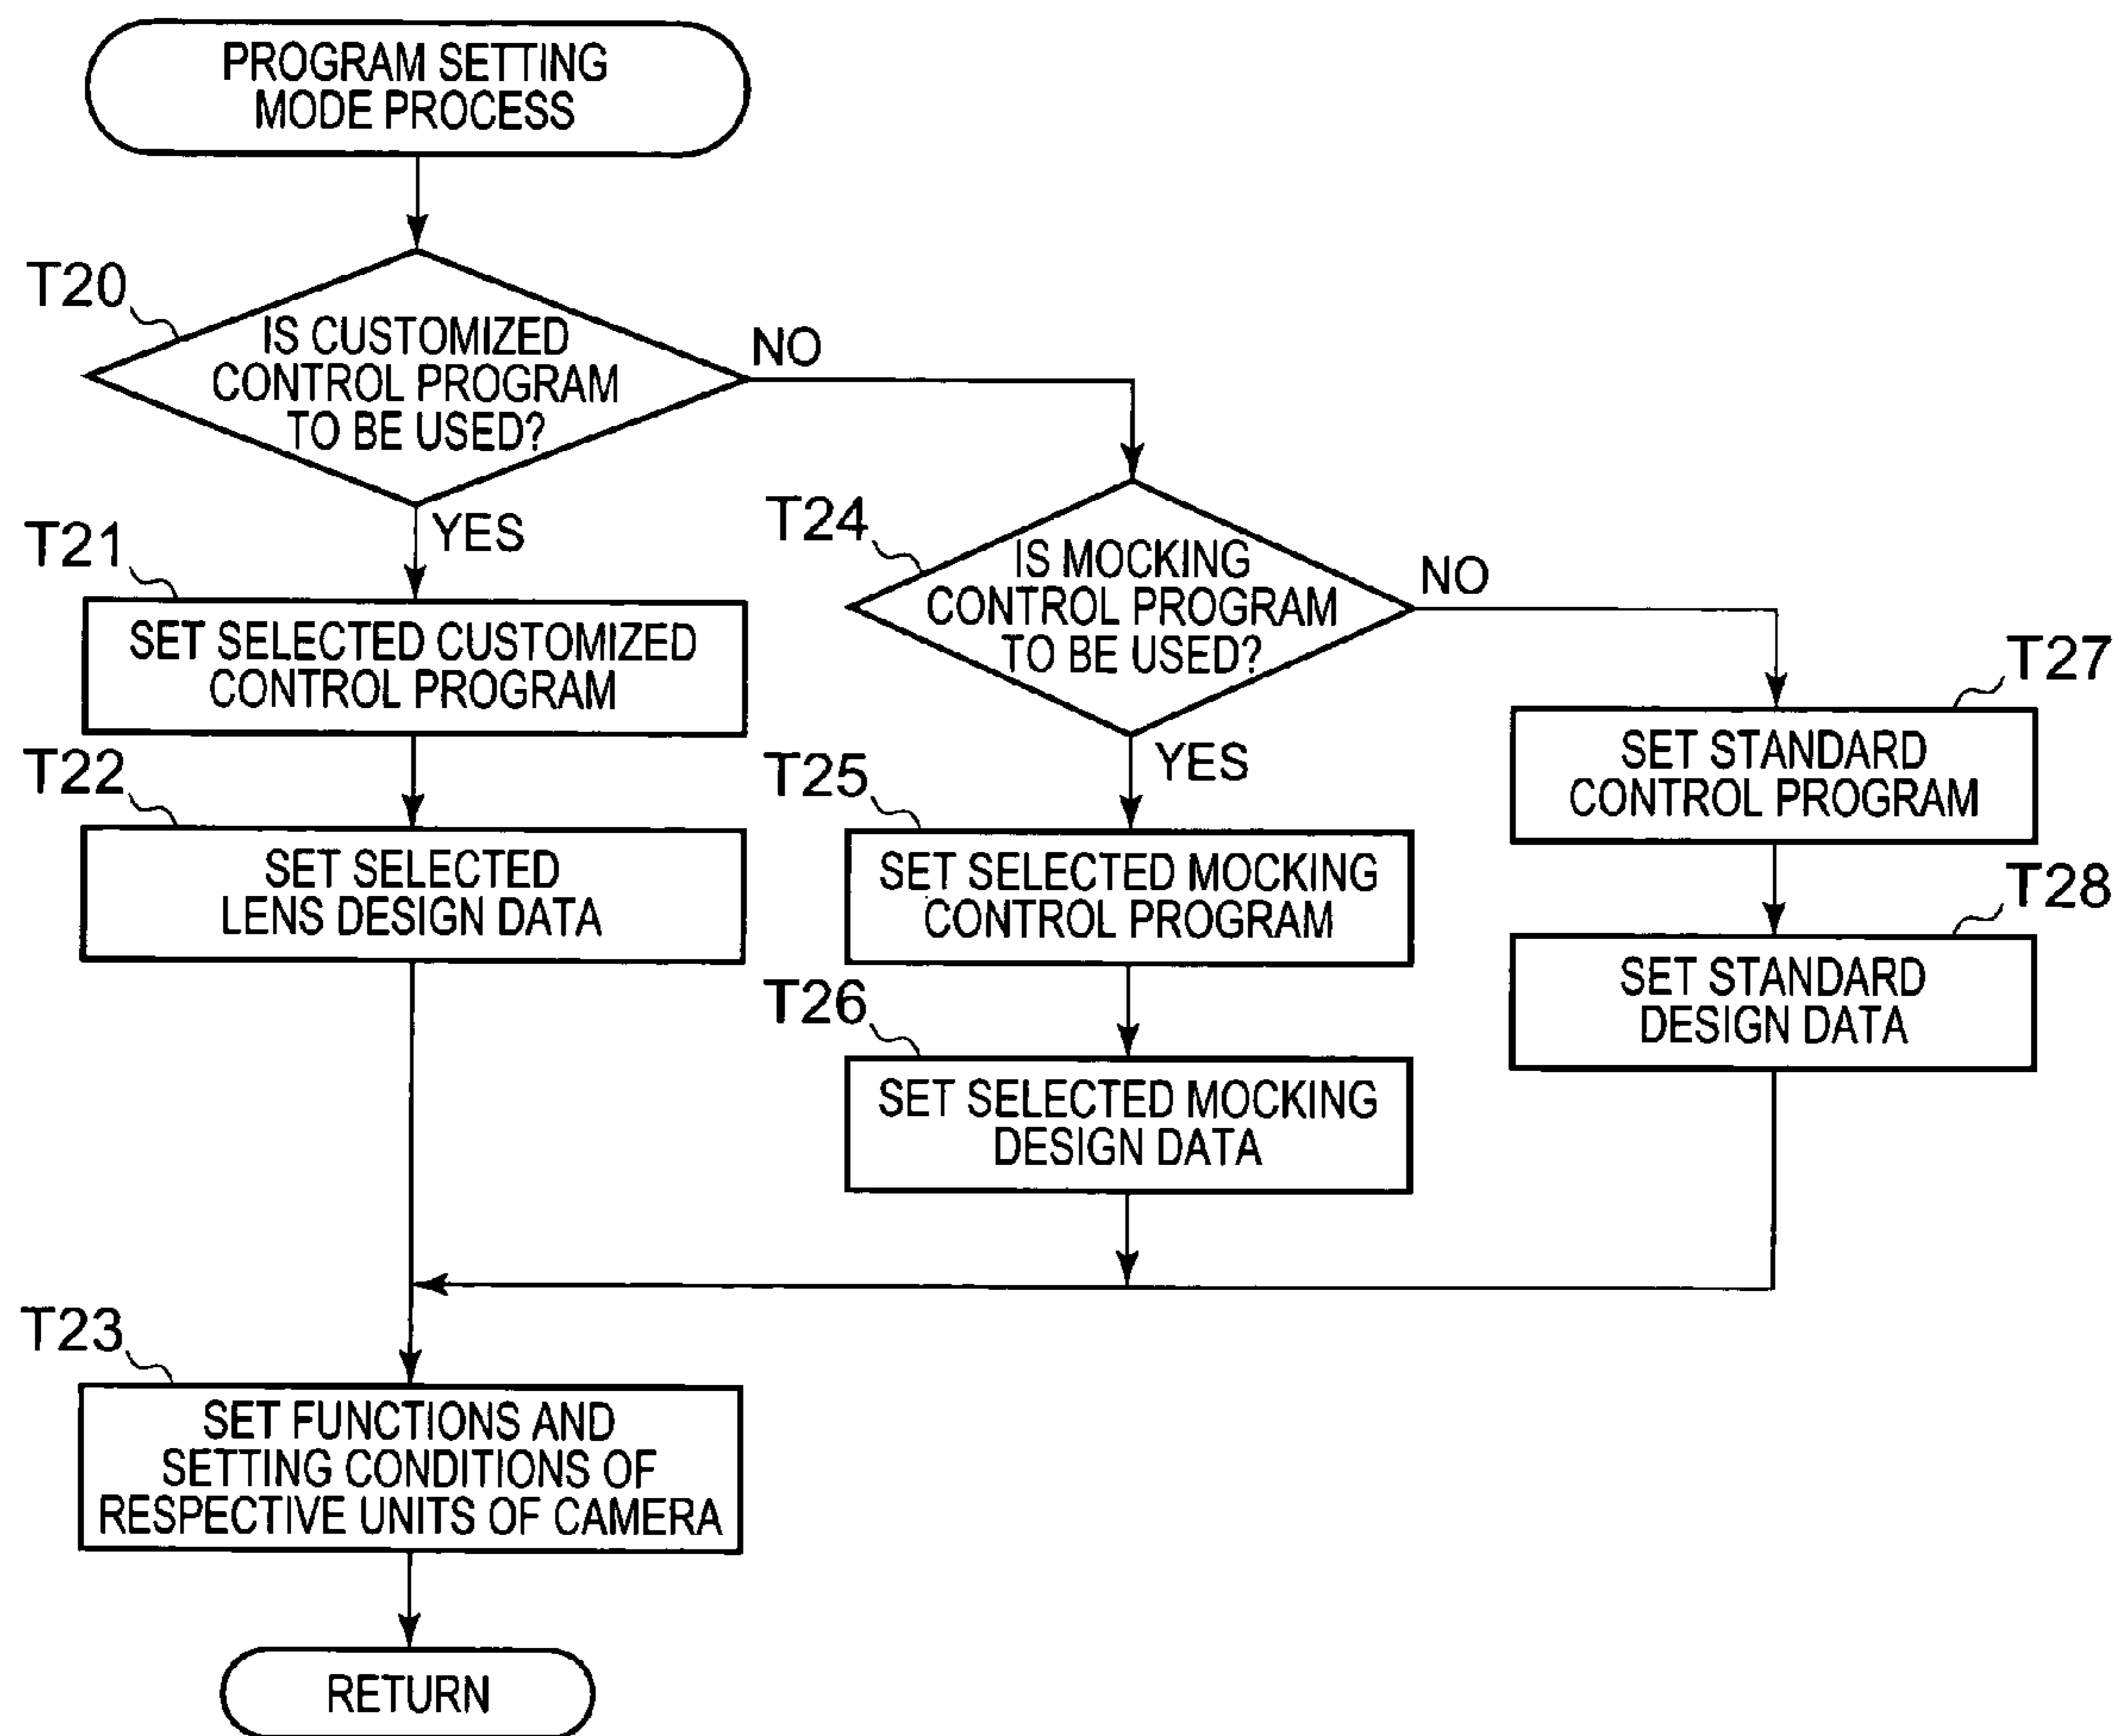 PROGRAM SETTING
MODE PROCESS
T20
IS CUSTOMIZED
CONTROL PROGRAM
TO BE USED?
NO
YES
T21
SET SELECTED CUSTOMIZED
CONTROL PROGRAM
T22
SET SELECTED
LENS DESIGN DATA
T24
IS MOCKING
CONTROL PROGRAM
TO BE USED?
NO
YES
T25
SET SELECTED MOCKING
CONTROL PROGRAM
T26
SET SELECTED MOCKING
DESIGN DATA
T27
SET STANDARD
CONTROL PROGRAM
T28
SET STANDARD
DESIGN DATA
T23
SET FUNCTIONS AND
SETTING CONDITIONS OF
RESPECTIVE UNITS OF CAMERA
RETURN